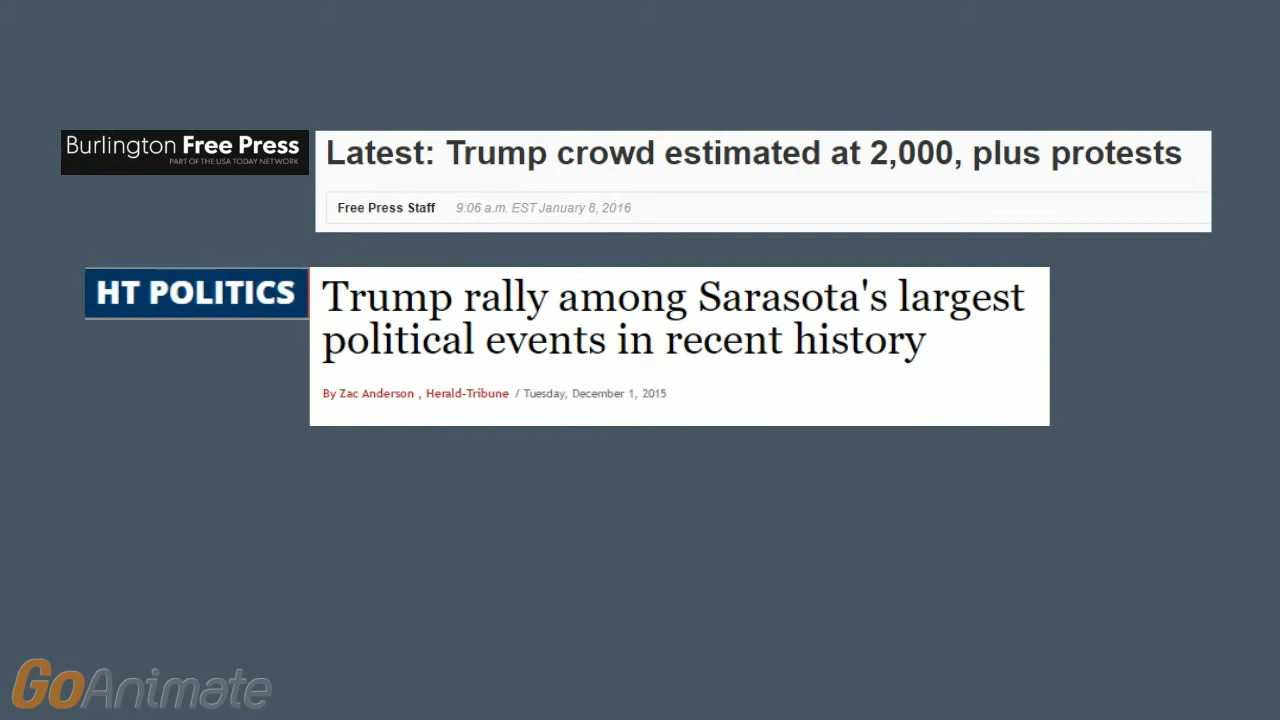 Burlington Free Press
PART OF THE USA TODAY NETWORK
Latest: Trump crowd estimated at 2,000, plus protests
Free Press Staff 9:06 a.m. EST January 8, 2016
HT POLITICS
Trump rally among Sarasota's largest
political events in recent history
By Zac Anderson , Herald-Tribune / Tuesday, December 1, 2015
GoAnimate